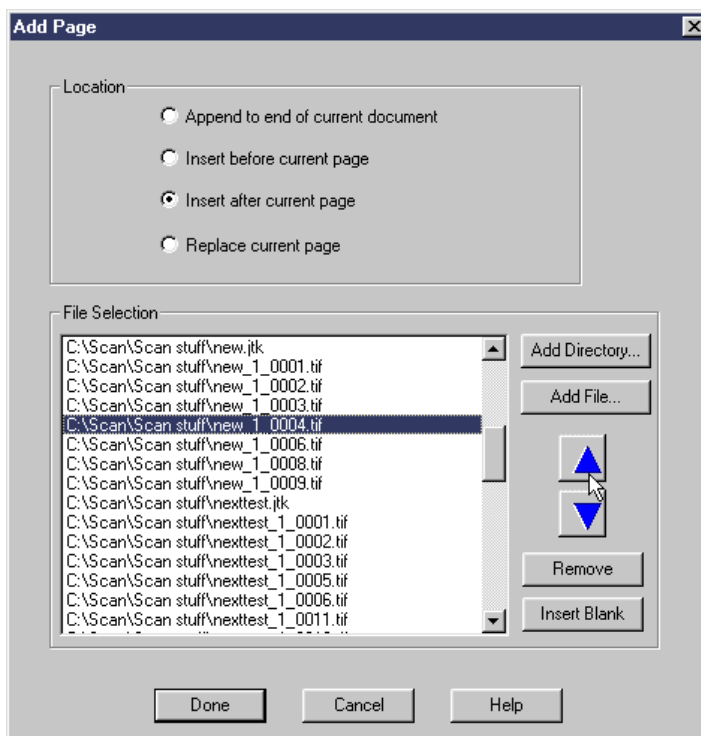 Add Page
Location
Append to end of current document
Insert before current page
Insert after current page
Replace current page
File Selection
C:\Scan\Scan stuff\new.jtk
C:\Scan\Scan stuff\new_1_0001.tif
C:\Scan\Scan stuff\new_1_0002.tif
C:\Scan\Scan stuff\new_1_0003.tif
C:\Scan\Scan stuff\new_1_0004.tif
C:\Scan\Scan stuff\new_1_0006.tif
C:\Scan\Scan stuff\new_1_0008.tif
C:\Scan\Scan stuff\new_1_0009.tif
C:\Scan\Scan stuff\nexttest.jtk
C:\Scan\Scan stuff\nexttest_1_0001.tif
C:\Scan\Scan stuff\nexttest_1_0002.tif
C:\Scan\Scan stuff\nexttest_1_0003.tif
C:\Scan\Scan stuff\nexttest_1_0005.tif
C:\Scan\Scan stuff\nexttest_1_0006.tif
C:\Scan\Scan stuff\nexttest_1_0011.tif
Add Directory...
Add File...
Remove
Insert Blank
Done
Cancel
Help